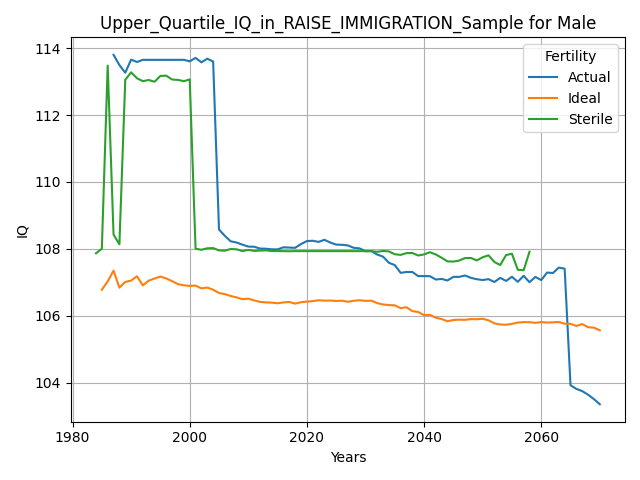 Upper_Quartile_IQ_in_RAISE_IMMIGRATION_Sample for Male
114
112
110
108
106
104
IQ
1980
2000
2020
2040
2060
Years
Fertility
Actual
Ideal
Sterile